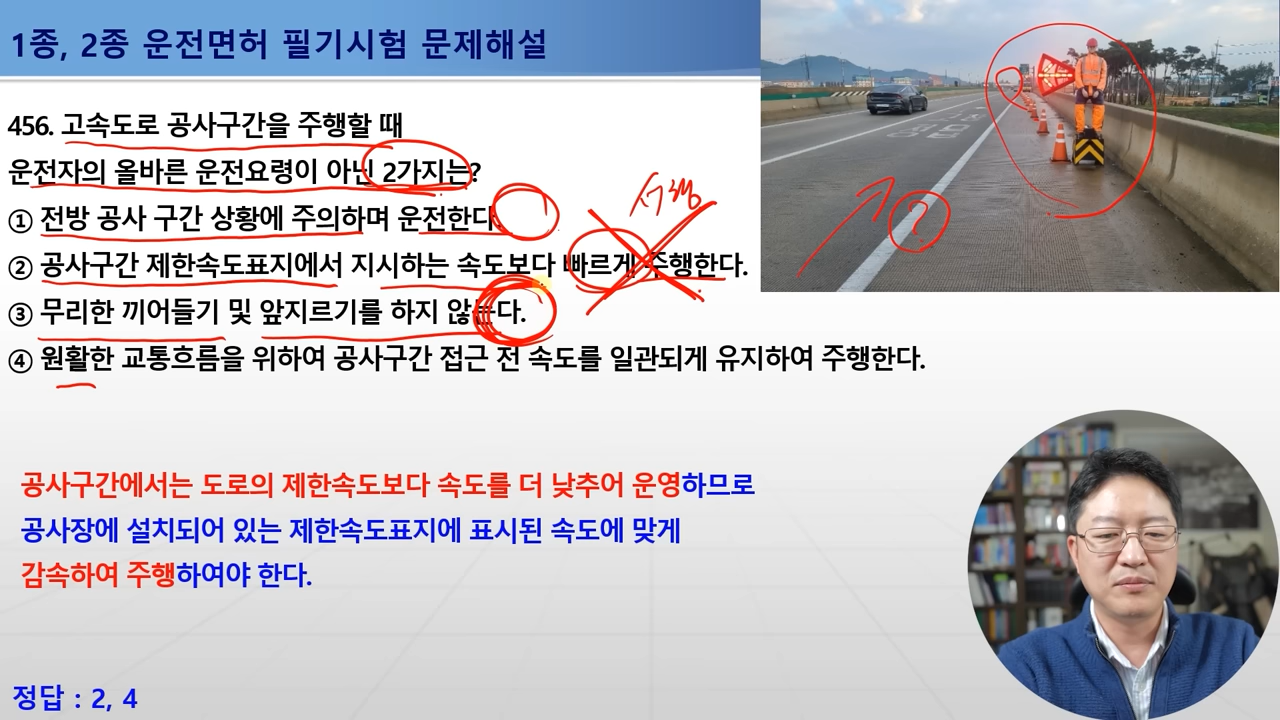 1종, 2종 운전면허 필기시험 문제해설
456. 고속도로 공사구간을 주행할 때
운전자의 올바른 운전요령이 아닌 2가지는?
① 전방 공사 구간 상황에 주의하며 운전한다.
② 공사구간 제한속도표지에서 지시하는 속도보다 빠르게 주행한다.
서행
③ 무리한 끼어들기 및 앞지르기를 하지 않는다.
④ 원활한 교통흐름을 위하여 공사구간 접근 전 속도를 일관되게 유지하여 주행한다.
?
공사구간에서는 도로의 제한속도보다 속도를 더 낮추어 운영하므로
공사장에 설치되어 있는 제한속도표지에 표시된 속도에 맞게
감속하여 주행하여야 한다.
정답 : 2, 4